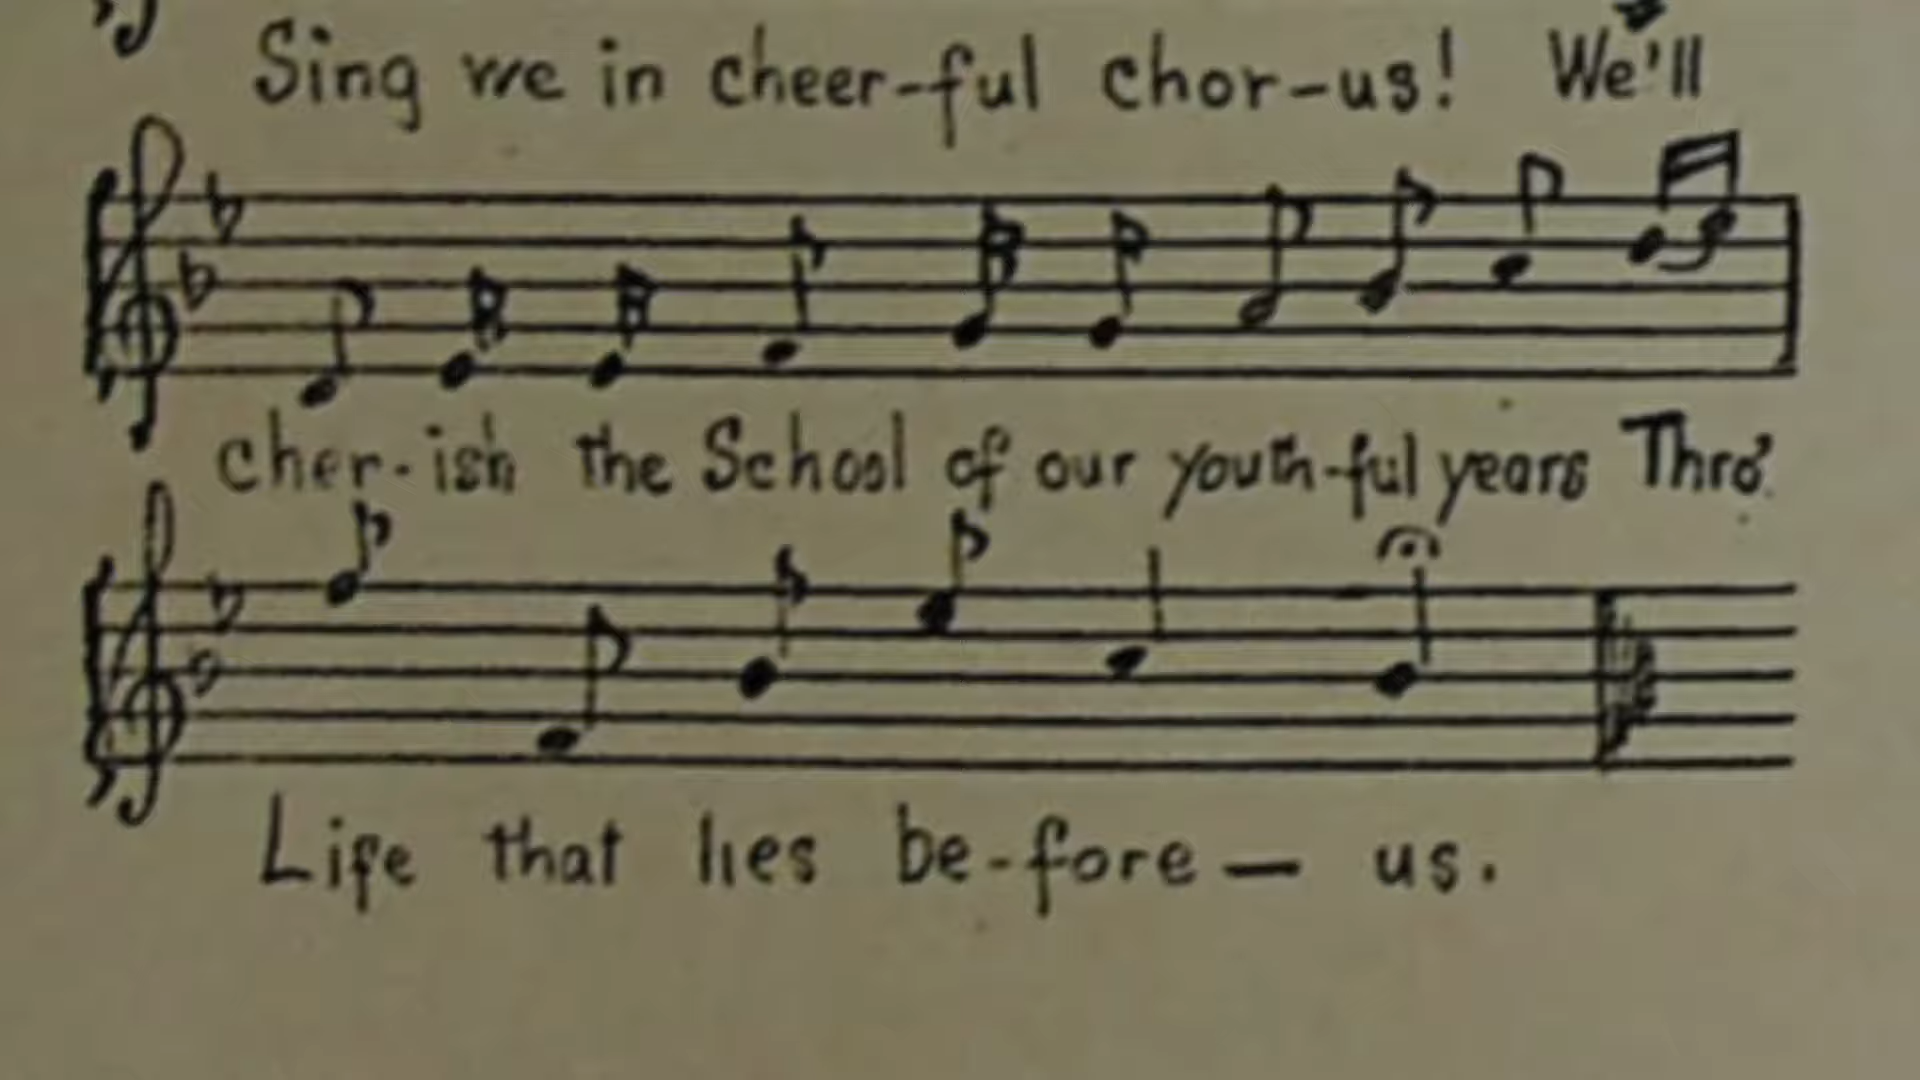 Sing we in cheer-ful chor-us! We'll
cher-ish the School of our youth-ful years Thro'
Life that lies be-fore— us.